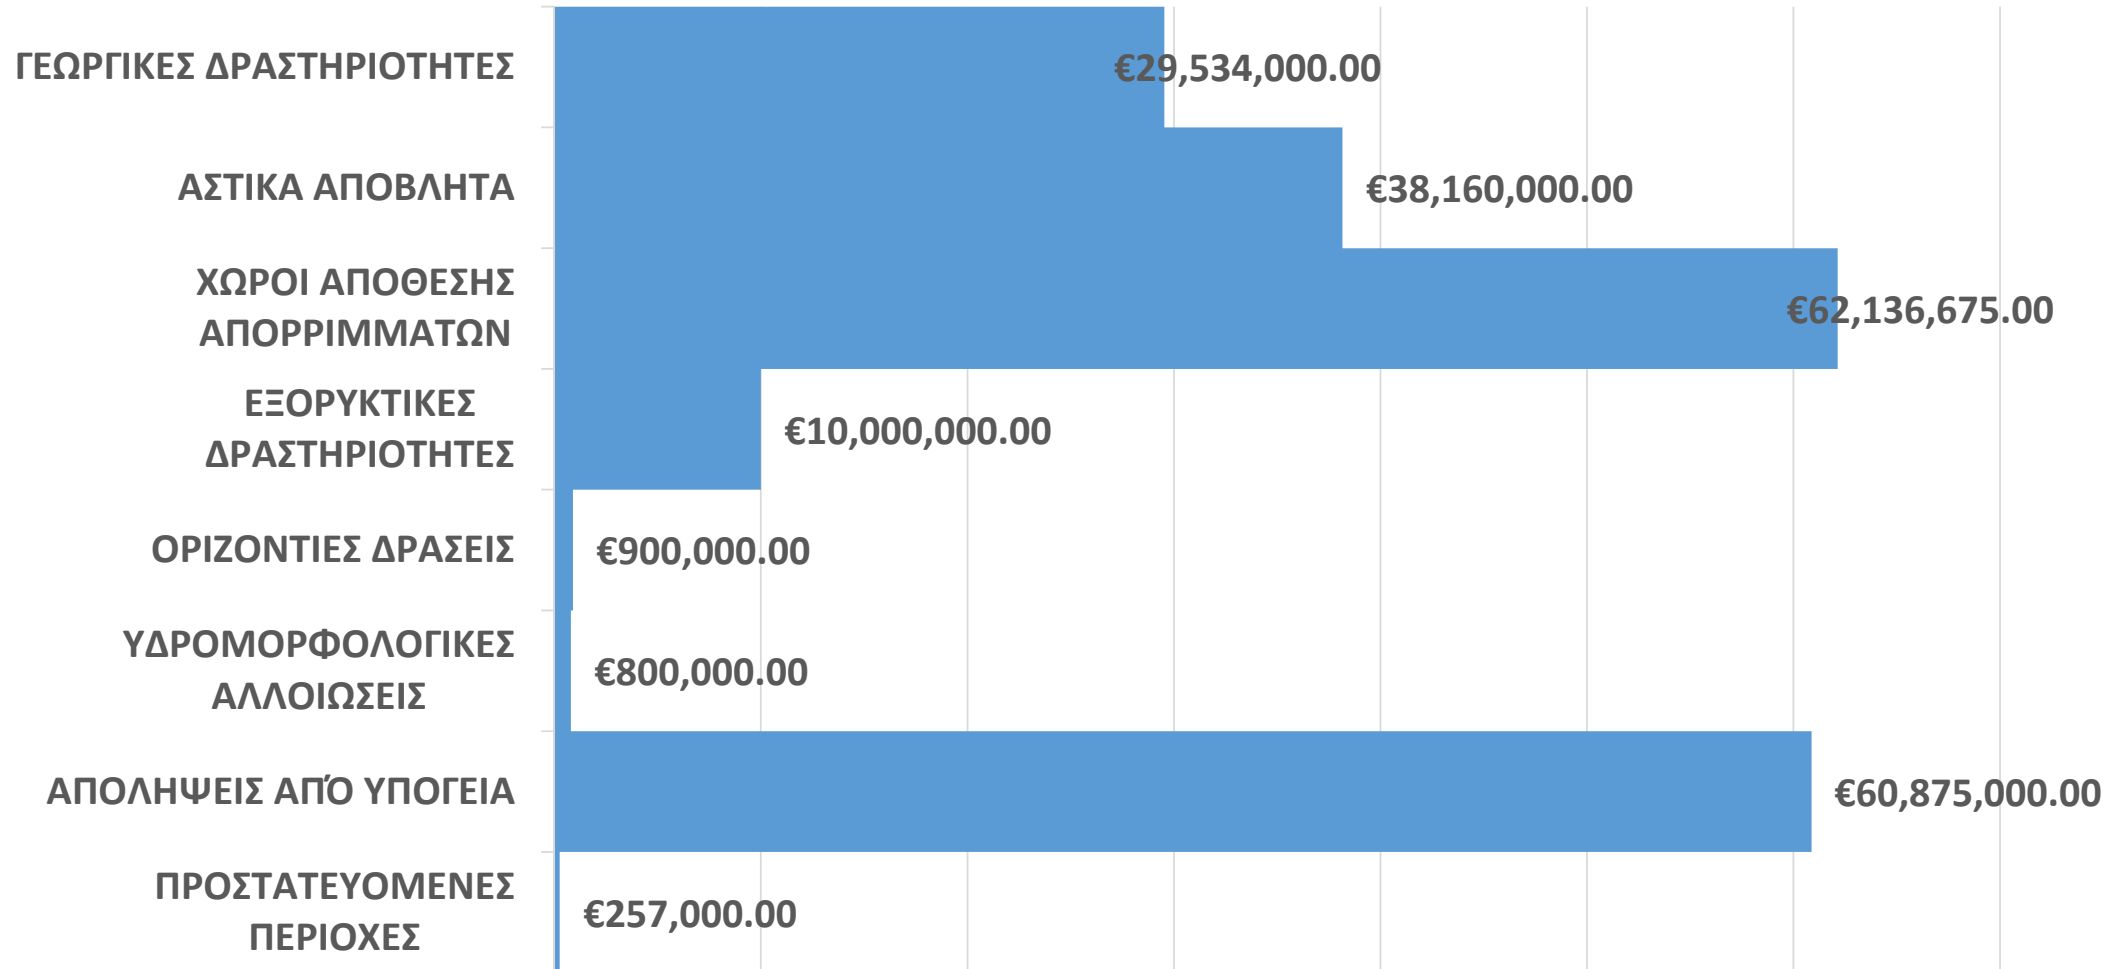 ΓΕΩΡΓΙΚΕΣ ΔΡΑΣΤΗΡΙΟΤΗΤΕΣ
€29,534,000.00
ΑΣΤΙΚΑ ΑΠΟΒΛΗΤΑ
€38,160,000.00
ΧΩΡΟΙ ΑΠΟΘΕΣΗΣ
ΑΠΟΡΡΙΜΜΑΤΩΝ
€62,136,675.00
ΕΞΟΡΥΚΤΙΚΕΣ
ΔΡΑΣΤΗΡΙΟΤΗΤΕΣ
€10,000,000.00
ΟΡΙΖΟΝΤΙΕΣ ΔΡΑΣΕΙΣ
€900,000.00
ΥΔΡΟΜΟΡΦΟΛΟΓΙΚΕΣ
ΑΛΛΟΙΩΣΕΙΣ
€800,000.00
ΑΠΟΛΗΨΕΙΣ ΑΠΌ ΥΠΟΓΕΙΑ
€60,875,000.00
ΠΡΟΣΤΑΤΕΥΟΜΕΝΕΣ
ΠΕΡΙΟΧΕΣ
€257,000.00